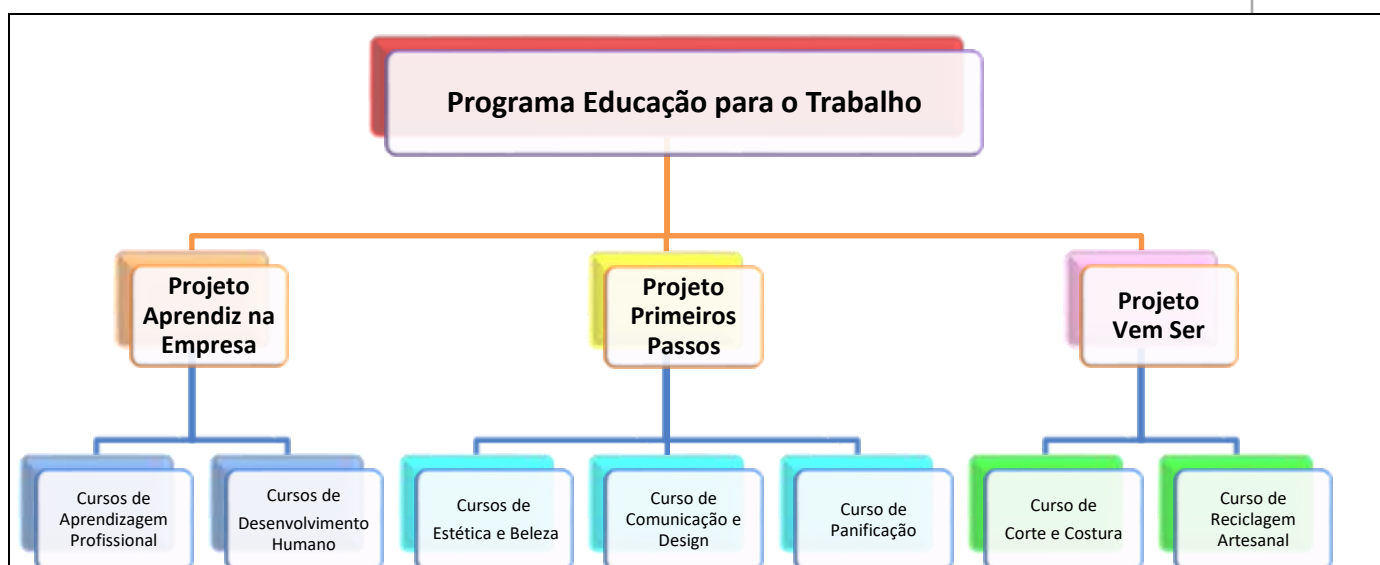 Programa Educação para o Trabalho
Projeto
Aprendiz na
Empresa
Projeto
Primeiros
Passos
Projeto
Vem Ser
Cursos de
Aprendizagem
Profissional
Cursos de
Desenvolvimento
Humano
Cursos de
Estética e Beleza
Curso de
Comunicação e
Design
Curso de
Panificação
Curso de
Corte e Costura
Curso de
Reciclagem
Artesanal